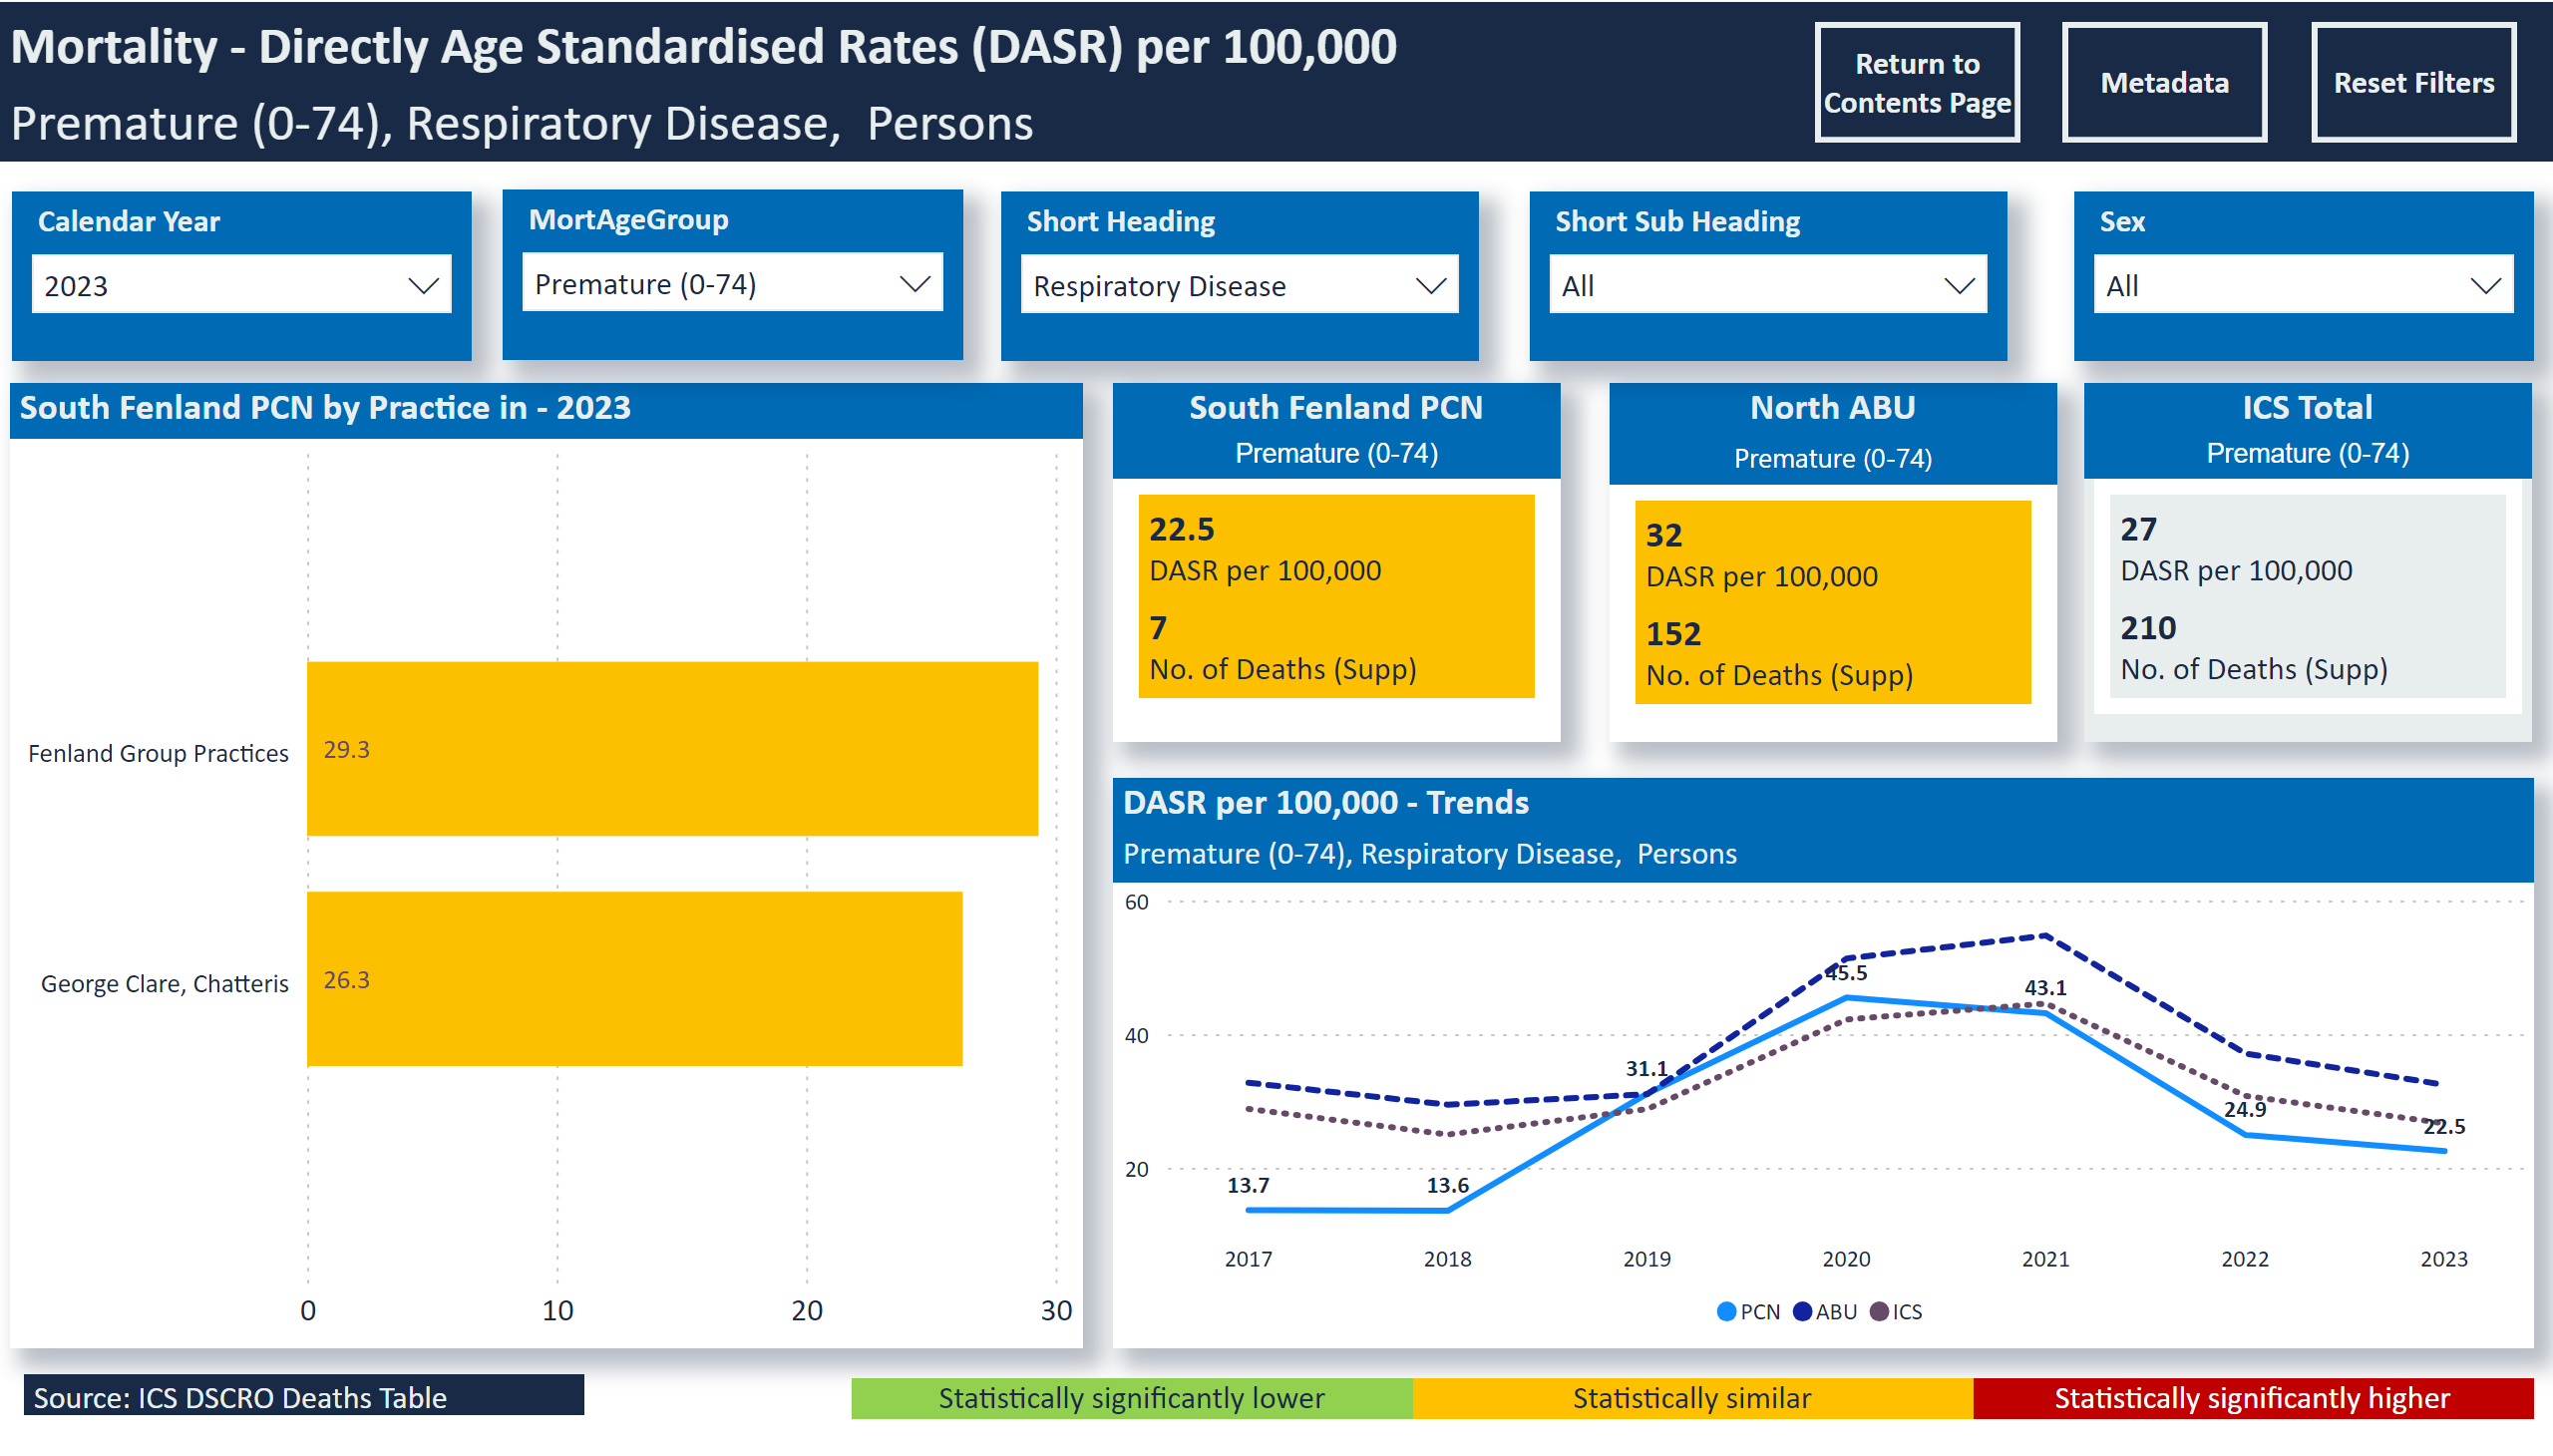 Mortality - Directly Age Standardised Rates (DASR) per 100,000
Premature (0-74), Respiratory Disease,  Persons
Return to
Contents Page
Metadata
Reset Filters
Calendar Year
2023
MortAgeGroup
Premature (0-74)
Short Heading
Respiratory Disease
Short Sub Heading
All
Sex
All
South Fenland PCN by Practice in - 2023
Fenland Group Practices
29.3
George Clare, Chatteris
26.3
0
10
20
30
South Fenland PCN
Premature (0-74)
22.5
DASR per 100,000
7
No. of Deaths (Supp)
North ABU
Premature (0-74)
32
DASR per 100,000
152
No. of Deaths (Supp)
ICS Total
Premature (0-74)
27
DASR per 100,000
210
No. of Deaths (Supp)
DASR per 100,000 - Trends
Premature (0-74), Respiratory Disease,  Persons
60
40
20
13.7
13.6
31.1
45.5
43.1
24.9
22.5
2017
2018
2019
2020
2021
2022
2023
PCN
ABU
ICS
Source: ICS DSCRO Deaths Table
Statistically significantly lower
Statistically similar
Statistically significantly higher